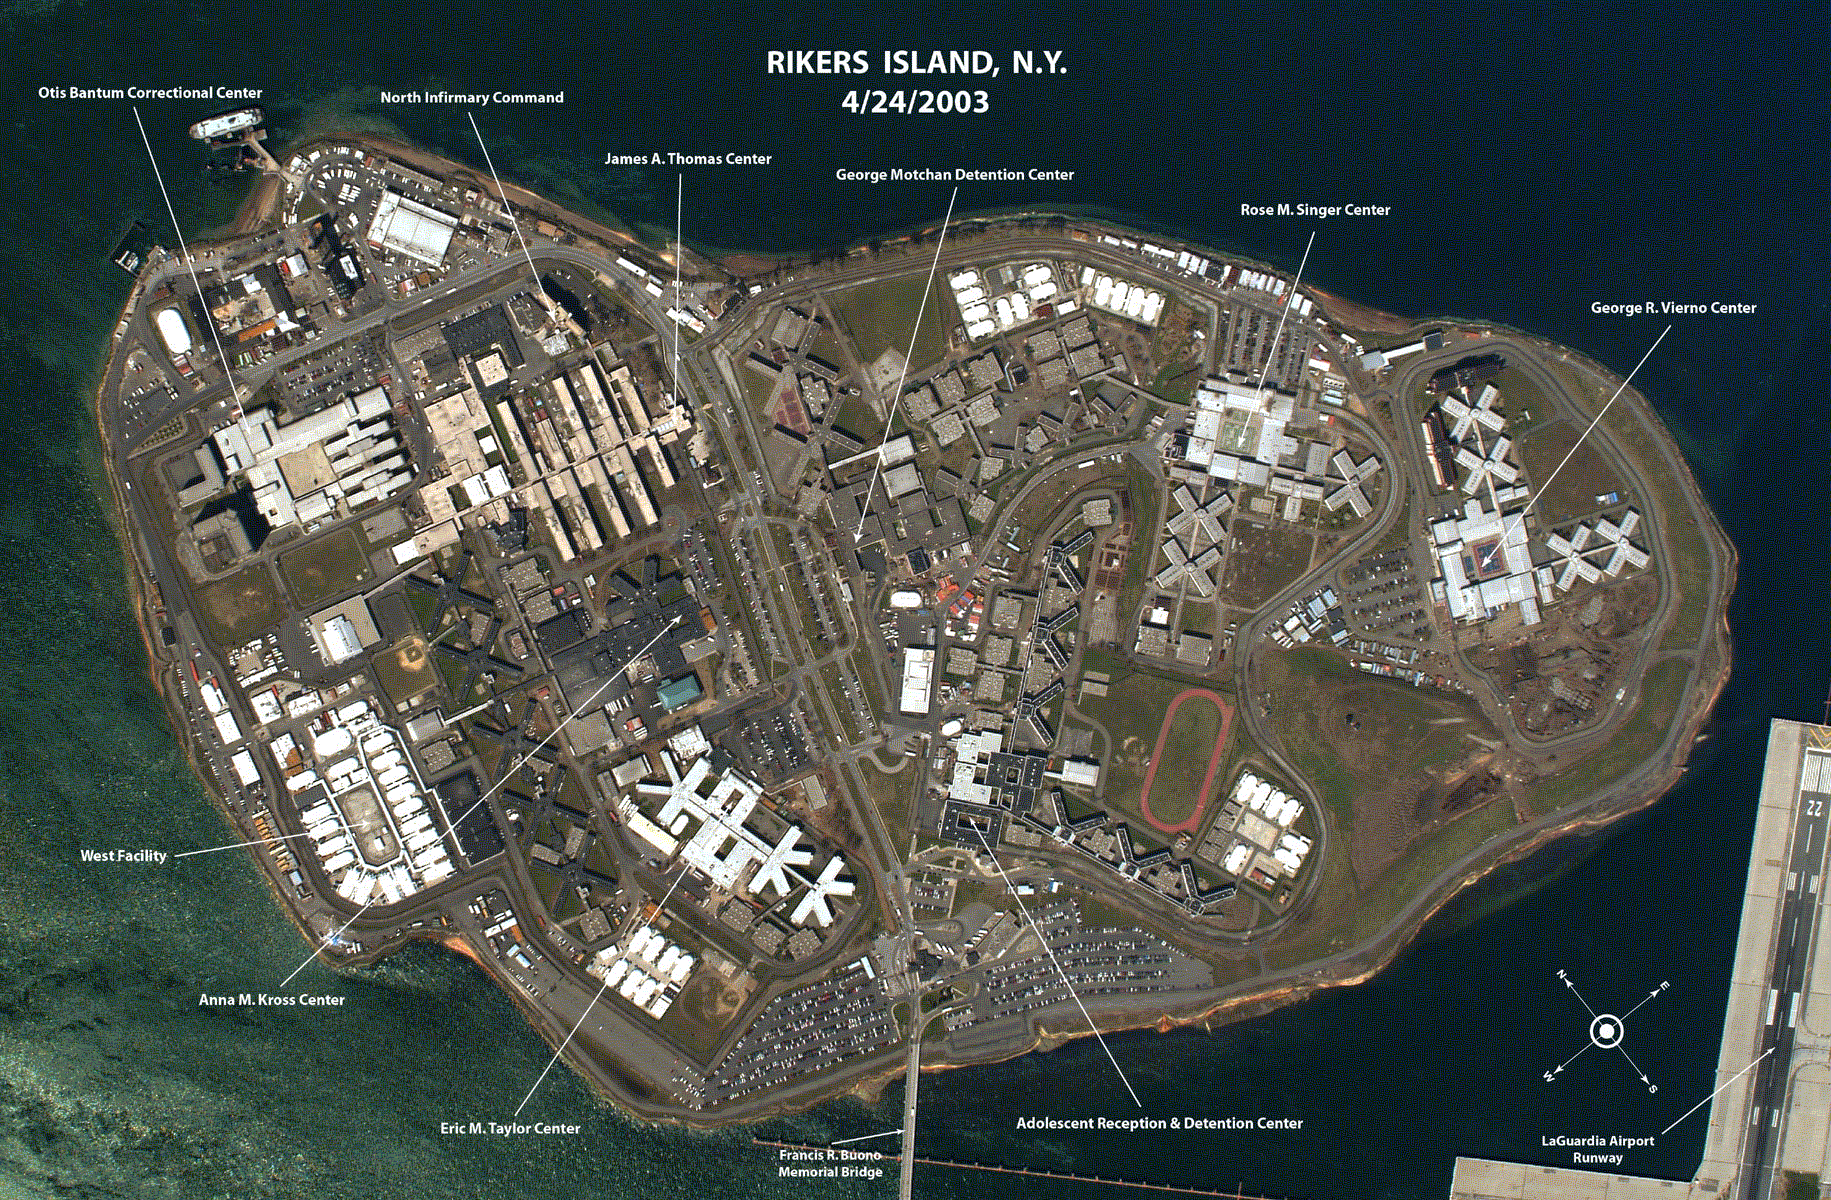 RIKERS ISLAND, N.Y.
4/24/2003
Otis Bantum Correctional Center
North Infirmary Command
James A. Thomas Center
George Motchan Detention Center
Rose M. Singer Center
George R. Vierno Center
West Facility
Anna M. Kross Center
Eric M. Taylor Center
Francis R. Buono
Memorial Bridge
Adolescent Reception & Detention Center
LaGuardia Airport
Runway
N
E
W
S
22